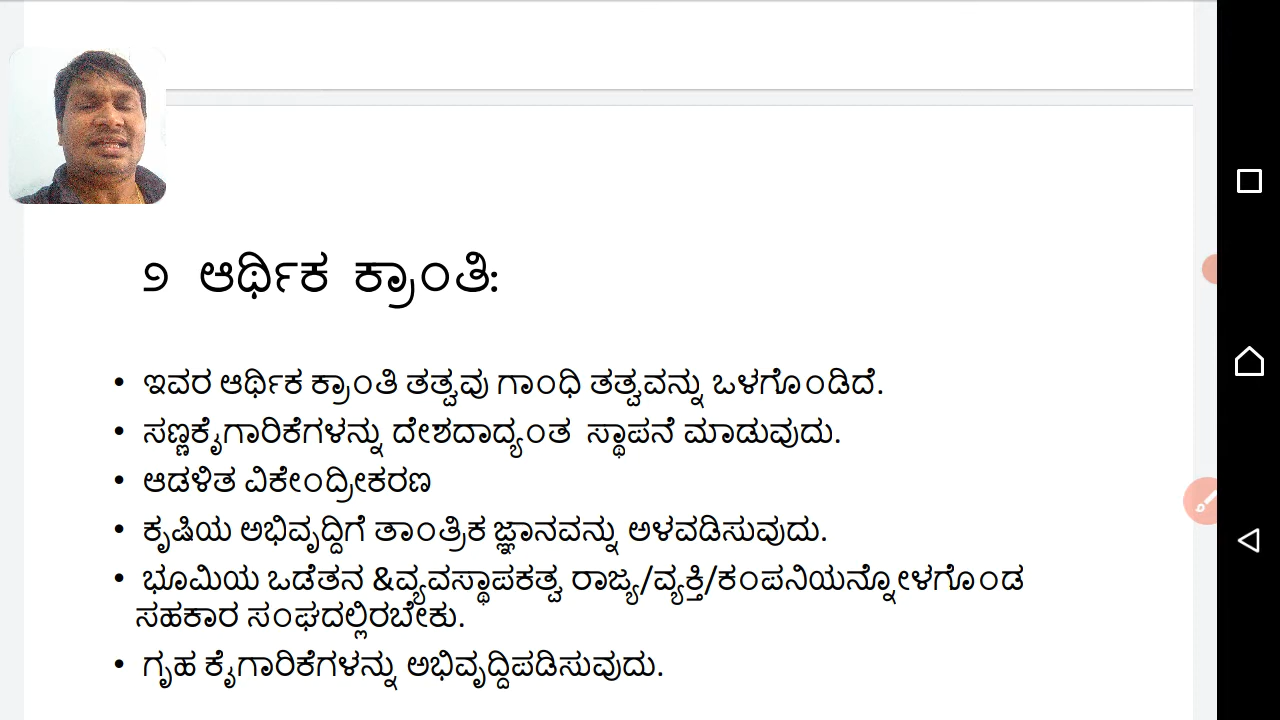 ೨ ಆರ್ಥಿಕ ಕ್ರಾಂತಿ:
• ಇವರ ಆರ್ಥಿಕ ಕ್ರಾಂತಿ ತತ್ವವು ಗಾಂಧಿ ತತ್ವವನ್ನು ಒಳಗೊಂಡಿದೆ.
• ಸಣ್ಣಕೈಗಾರಿಕೆಗಳನ್ನು ದೇಶದಾದ್ಯಂತ ಸ್ಥಾಪನೆ ಮಾಡುವುದು.
• ಆಡಳಿತ ವಿಕೇಂದ್ರೀಕರಣ
• ಕೃಷಿಯ ಅಭಿವೃದ್ದಿಗೆ ತಾಂತ್ರಿಕ ಜ್ಞಾನವನ್ನು ಅಳವಡಿಸುವುದು.
• ಭೂಮಿಯ ಒಡೆತನ &ವ್ಯವಸ್ಥಾಪಕತ್ವ ರಾಜ್ಯ/ವ್ಯಕ್ತಿ/ಕಂಪನಿಯನ್ನೋಳಗೊಂಡ
ಸಹಕಾರ ಸಂಘದಲ್ಲಿರಬೇಕು.
• ಗೃಹ ಕೈಗಾರಿಕೆಗಳನ್ನು ಅಭಿವೃದ್ದಿಪಡಿಸುವುದು.